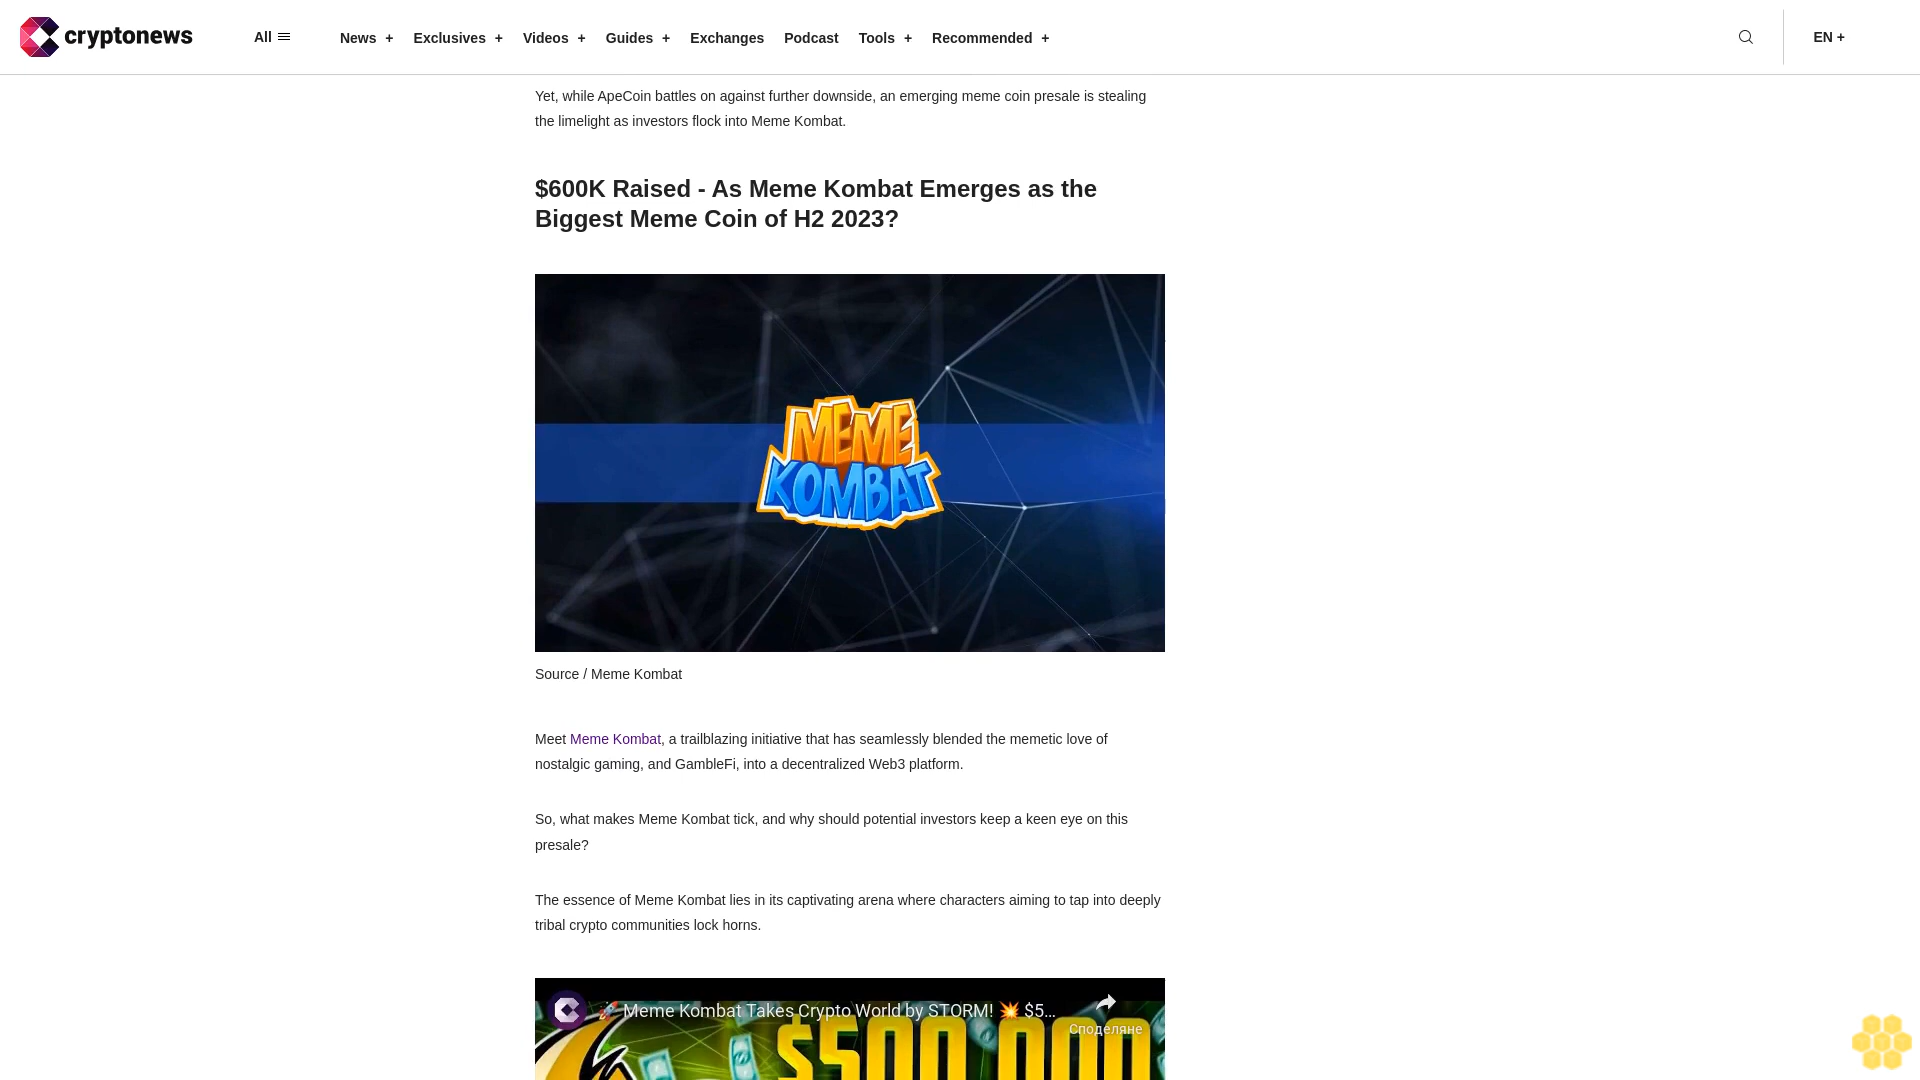 cryptonews
All
News +
Exclusives +
Videos +
Guides +
Exchanges
Podcast
Tools +
Recommended +
EN +
Yet, while ApeCoin battles on against further downside, an emerging meme coin presale is stealing
the limelight as investors flock into Meme Kombat.
$600K Raised - As Meme Kombat Emerges as the
Biggest Meme Coin of H2 2023?
MEME
KOMBAT
Source / Meme Kombat
Meet Meme Kombat, a trailblazing initiative that has seamlessly blended the memetic love of
nostalgic gaming, and GambleFi, into a decentralized Web3 platform.
So, what makes Meme Kombat tick, and why should potential investors keep a keen eye on this
presale?
The essence of Meme Kombat lies in its captivating arena where characters aiming to tap into deeply
tribal crypto communities lock horns.
🚀 Meme Kombat Takes Crypto World by STORM! 💥 $5...
Споделяне
$500,000